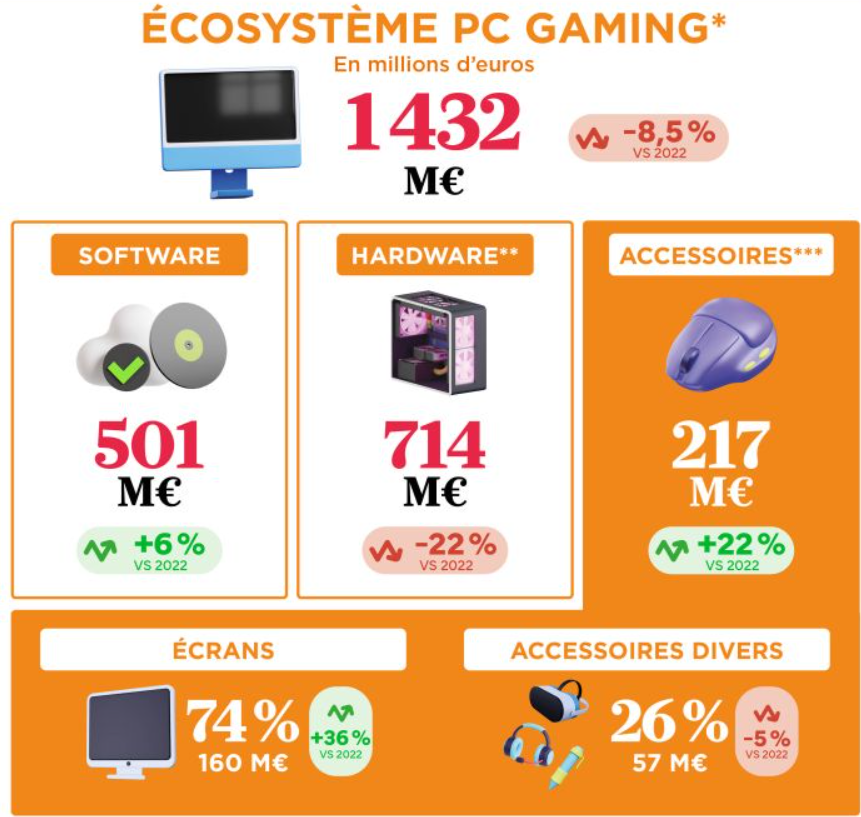 ÉCOSYSTÈME PC GAMING*
En millions d'euros
1 432
M€
-8,5 %
VS 2022
SOFTWARE
501
M€
+6 %
VS 2022
HARDWARE**
714
M€
-22 %
VS 2022
ACCESSOIRES***
217
M€
+22 %
VS 2022
ÉCRANS
74 %
160 M€
+36 %
VS 2022
ACCESSOIRES DIVERS
26 %
57 M€
-5 %
VS 2022